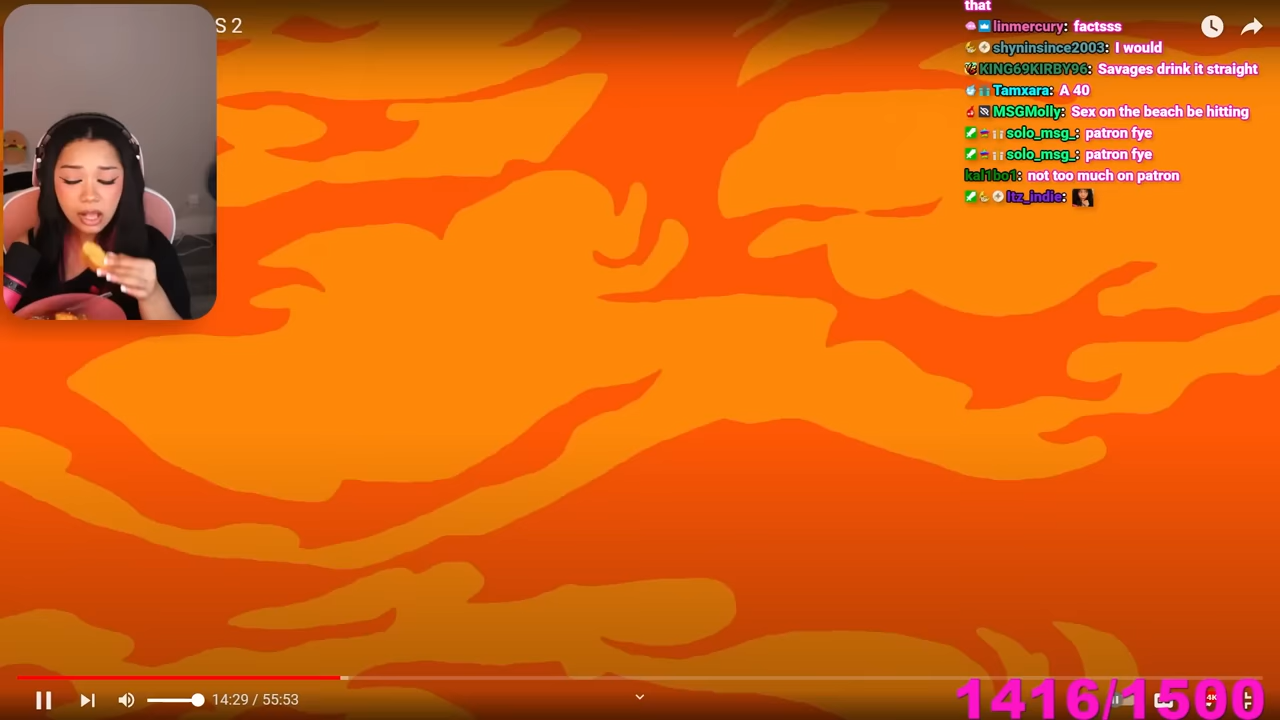 S 2
that
linmercury: factsss
shyninsince2003: I would
KING69KIRBY96: Savages drink it straight
Tamxara: A 40
MSGMolly: Sex on the beach be hitting
solo_msg_: patron fye
solo_msg_: patron fye
kai1bo1: not too much on patron
Itz_indie:
14:29 / 55:53
1416/1500
4K